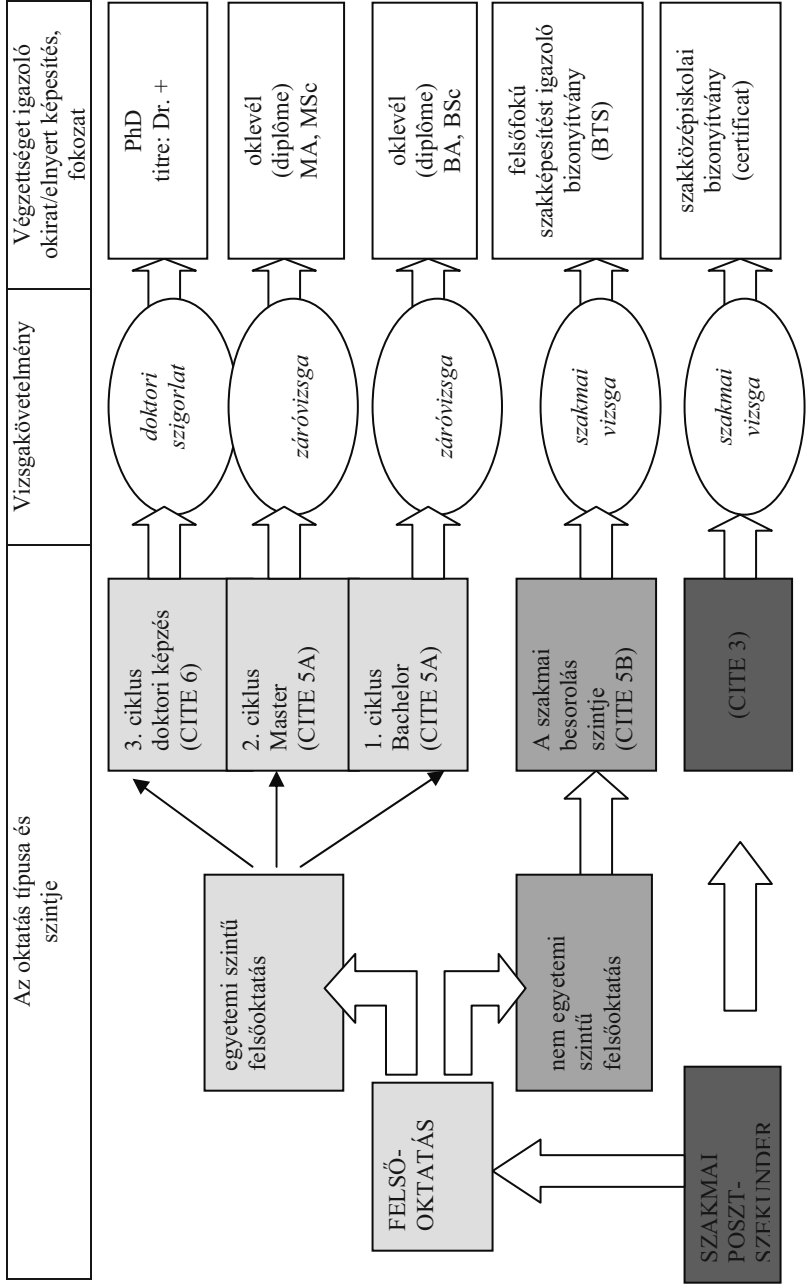 Az oktatás típusa és
szintje
Vizsgakövetelmény
Végzettséget igazoló
okirat/elnyert képesítés,
fokozat
3. ciklus
doktori képzés
(CITE 6)
doktori
szigorlat
PhD
titre: Dr. +
egyetemi szintű
felsőoktatás
2. ciklus
Master
(CITE 5A)
záróvizsga
oklevél
(diplôme)
MA, MSc
1. ciklus
Bachelor
(CITE 5A)
záróvizsga
oklevél
(diplôme)
BA, BSc
FELSŐ-
OKTATÁS
nem egyetemi
szintű
felsőoktatás
A szakmai
besorolás
szintje
(CITE 5B)
szakmai
vizsga
felsőfokú
szakképesítést igazoló
bizonyítvány
(BTS)
SZAKMAI
POSZT-
SZEKUNDER
(CITE 3)
szakmai
vizsga
szakközépiskolai
bizonyítvány
(certificat)